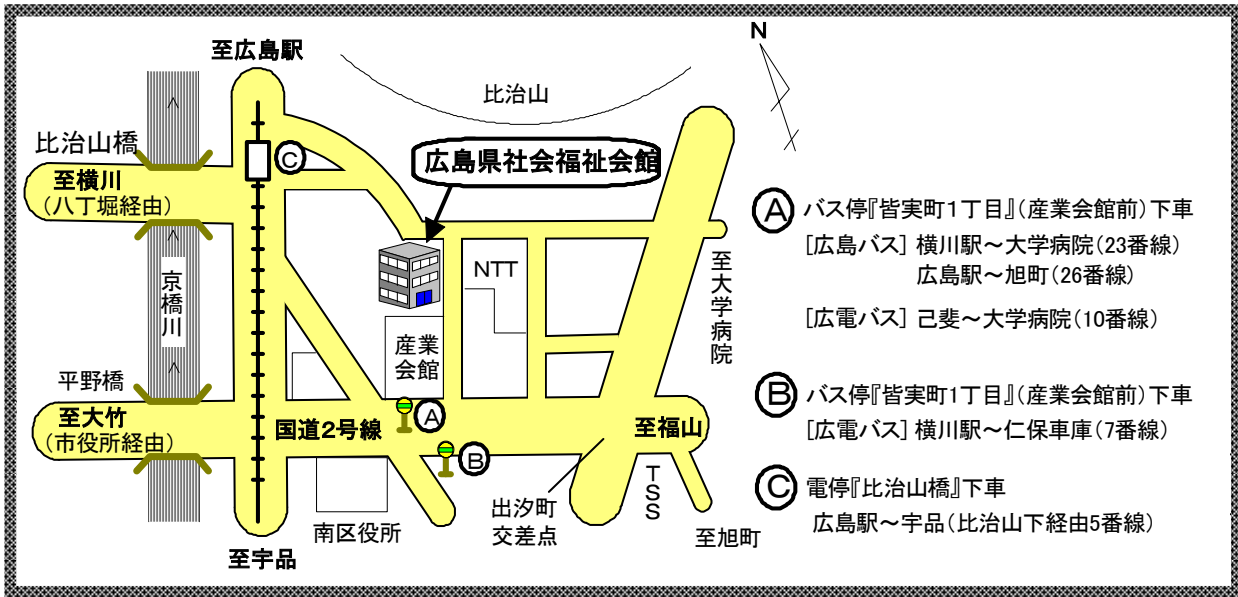 至広島駅
N
比治山
比治山橋
C
広島県社会福祉会館
至横川
(八丁堀経由)
京橋川
NTT
至大学病院
産業
会館
平野橋
至大竹
(市役所経由)
国道2号線
A
B
至福山
TSS
南区役所
出汐町
交差点
至旭町
至宇品
A バス停『皆実町1丁目』(産業会館前)下車
[広島バス] 横川駅~大学病院(23番線)
広島駅~旭町(26番線)
[広電バス] 己斐~大学病院(10番線)
B バス停『皆実町1丁目』(産業会館前)下車
[広電バス] 横川駅~仁保車庫(7番線)
C 電停『比治山橋』下車
広島駅~宇品(比治山下経由5番線)